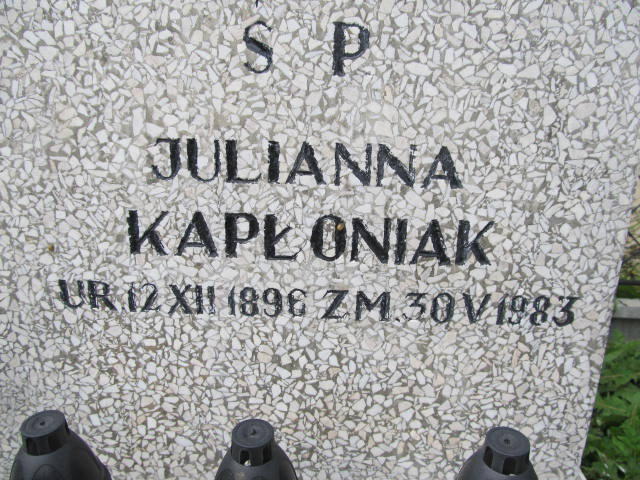 Ś P
JULIANNA
KAPŁONIAK
UR 12 XII 1896 ZM. 30 V 1983